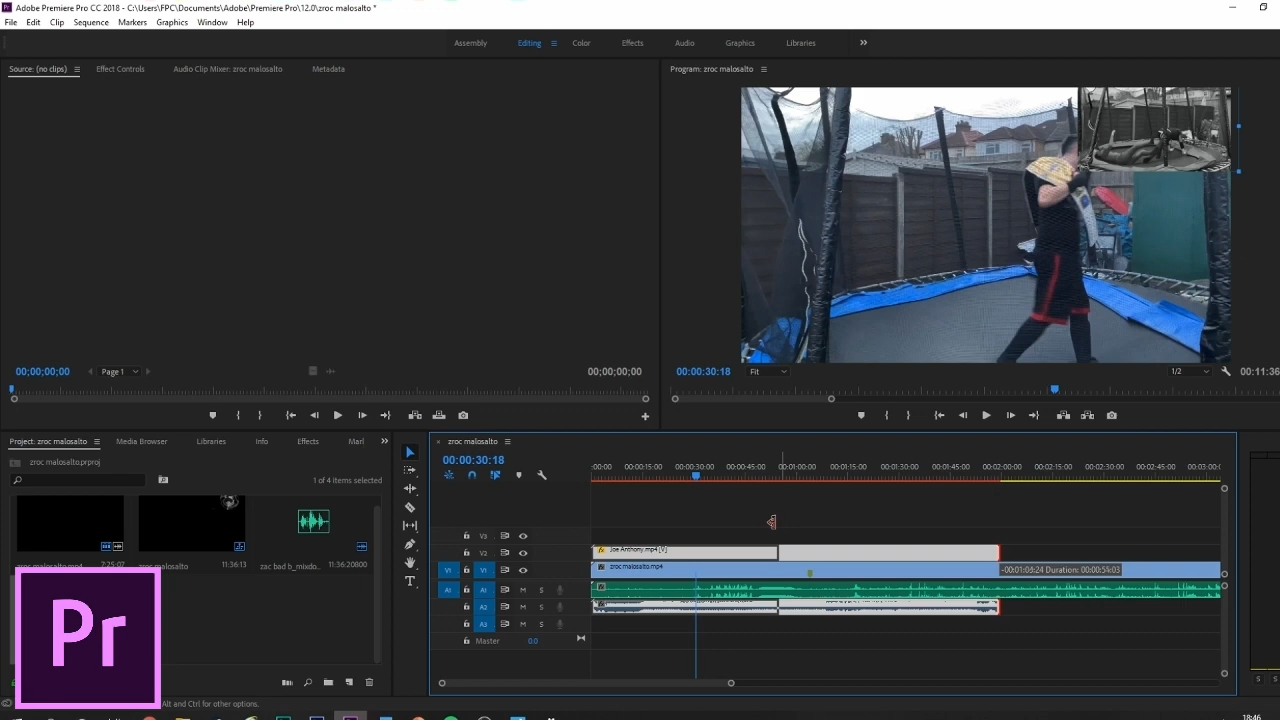 Adobe Premiere Pro CC 2018 - C:\Users\FPC\Documents\Adobe\Premiere Pro\12.0\zroc malosalto *
File Edit Clip Sequence Markers Graphics Window Help
Assembly Editing Color Effects Audio Graphics Libraries
Source: (no clips) Effect Controls Audio Clip Mixer: zroc malosalto Metadata
Program: zroc malosalto
00;00;00;00 Page 1 00;00;00;00
00:00:30:18 Fit 1/2 00:11:36
Project: zroc malosalto Media Browser Libraries Info Effects Marl
zroc malosalto.prproj
1 of 4 items selected
zroc malosalto.mp4 7:25:07
zroc malosalto 11:36:13
zac bad b_mixdo... 11:36:20800
zroc malosalto
00:00:30:18
:00:00 00:00:15:00 00:00:30:00 00:00:45:00 00:01:00:00 00:01:15:00 00:01:30:00 00:01:45:00 00:02:00:00 00:02:15:00 00:02:30:00 00:02:45:00 00:03:00:0
V3
V2 Joe Anthony.mp4 [V]
V1 V1 zroc malosalto.mp4
-00:01:03:24 Duration: 00:00:54:03
A1 A1 M S
A2 M S
A3 M S
Master 0.0
S S
Pr
Alt and Ctrl for other options.
18:46